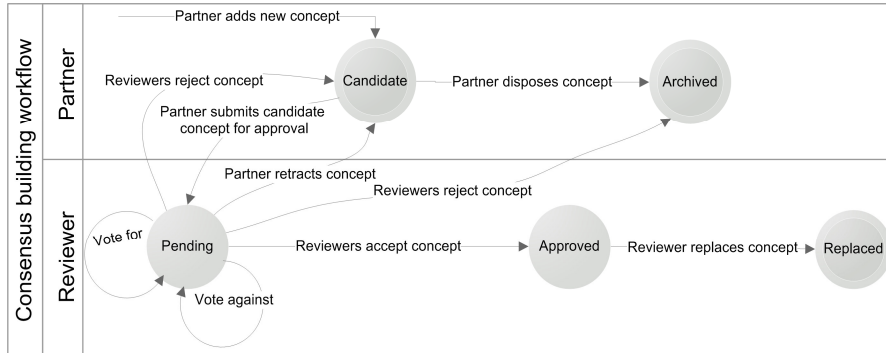 Consensus building workflow
Partner
Partner adds new concept
Reviewers reject concept
Candidate
Partner disposes concept
Archived
Partner submits candidate
concept for approval
Partner retracts concept
Reviewers reject concept
Reviewer
Vote for
Pending
Reviewers accept concept
Approved
Reviewer replaces concept
Replaced
Vote against